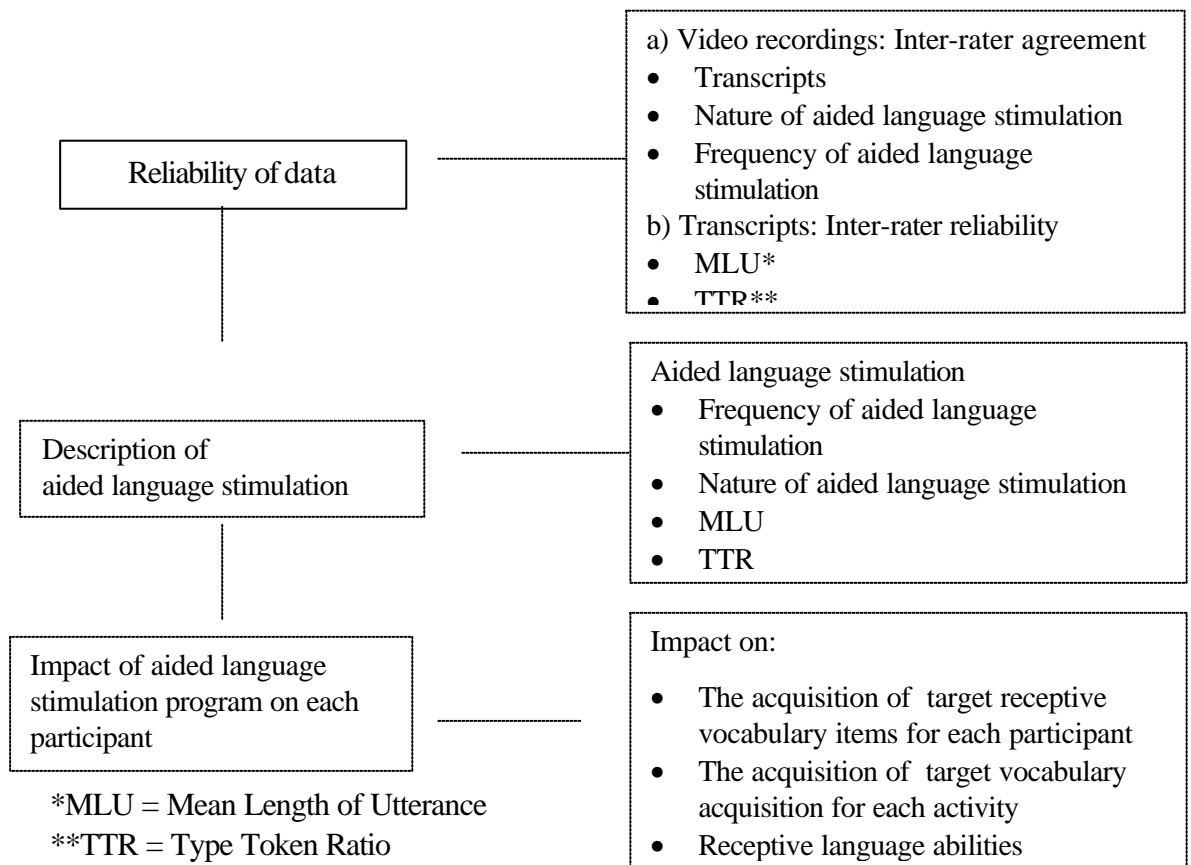 Reliability of data
a) Video recordings: Inter-rater agreement
• Transcripts
• Nature of aided language stimulation
• Frequency of aided language
stimulation
b) Transcripts: Inter-rater reliability
• MLU*
• TTR**
Description of
aided language stimulation
Aided language stimulation
• Frequency of aided language
stimulation
• Nature of aided language stimulation
• MLU
• TTR
Impact of aided language
stimulation program on each
participant
Impact on:
• The acquisition of target receptive
vocabulary items for each participant
• The acquisition of target vocabulary
acquisition for each activity
• Receptive language abilities
*MLU = Mean Length of Utterance
**TTR = Type Token Ratio